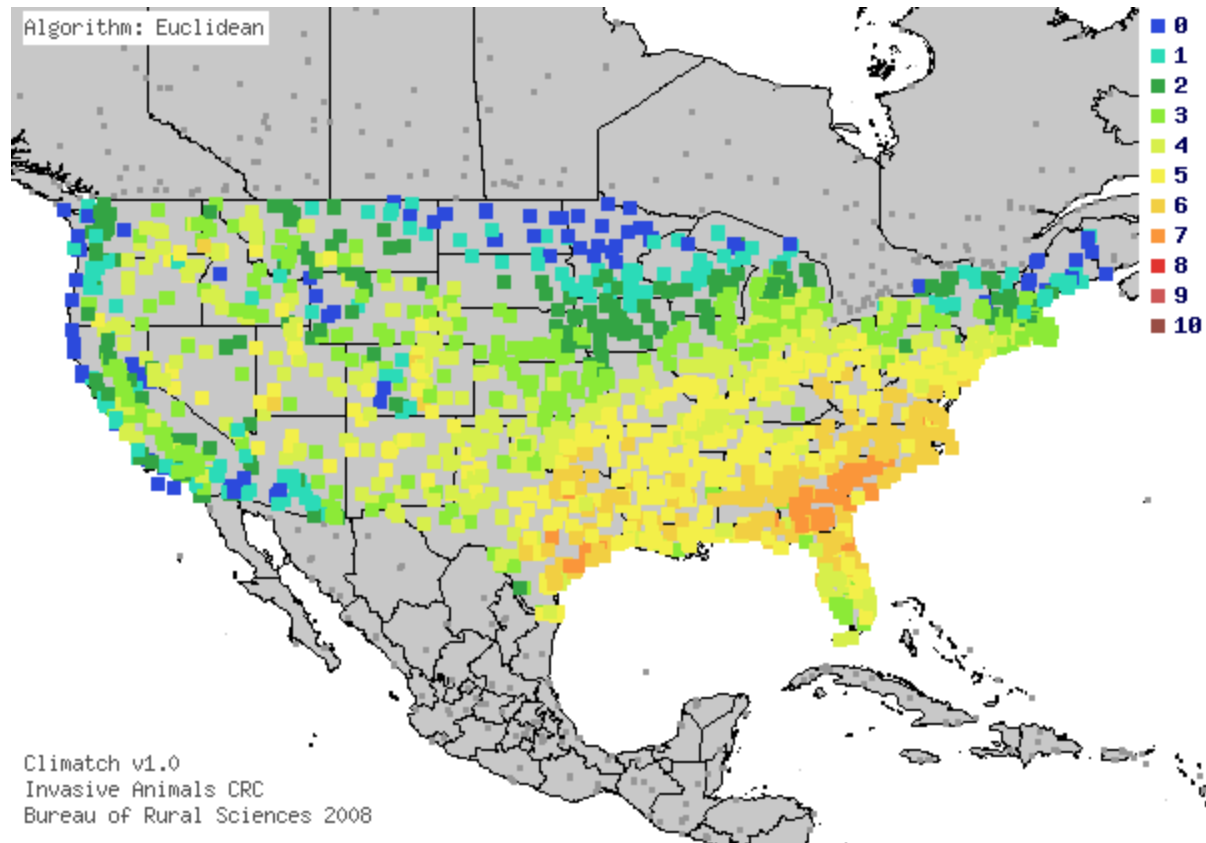 Algorithm: Euclidean
0
1
2
3
4
5
6
7
8
9
10
Climatch v1.0
Invasive Animals CRC
Bureau of Rural Sciences 2008